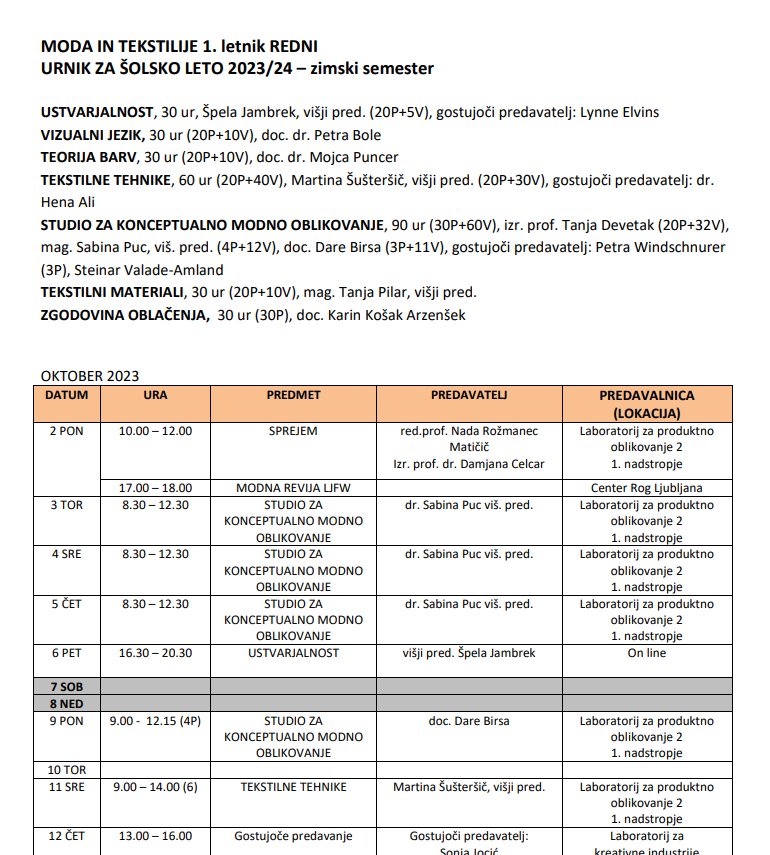 MODA IN TEKSTILIJE 1. letnik REDNI
URNIK ZA ŠOLSKO LETO 2023/24 – zimski semester
USTVARJALNOST, 30 ur, Špela Jambrek, višji pred. (20P+5V), gostujoči predavatelj: Lynne Elvins
VIZUALNI JEZIK, 30 ur (20P+10V), doc. dr. Petra Bole
TEORIJA BARV, 30 ur (20P+10V), doc. dr. Mojca Puncer
TEKSTILNE TEHNIKE, 60 ur (20P+40V), Martina Šušteršič, višji pred. (20P+30V), gostujoči predavatelj: dr.
Hena Ali
STUDIO ZA KONCEPTUALNO MODNO OBLIKOVANJE, 90 ur (30P+60V), izr. prof. Tanja Devetak (20P+32V),
mag. Sabina Puc, viš. pred. (4P+12V), doc. Dare Birsa (3P+11V), gostujoči predavatelj: Petra Windschnurer
(3P), Steinar Valade-Amland
TEKSTILNI MATERIALI, 30 ur (20P+10V), mag. Tanja Pilar, višji pred.
ZGODOVINA OBLAČENJA, 30 ur (30P), doc. Karin Košak Arzenšek
OKTOBER 2023
DATUM URA PREDMET PREDAVATELJ PREDAVALNICA
(LOKACIJA)
2 PON 10.00 – 12.00 SPREJEM red.prof. Nada Rožmanec Laboratorij za produktno
Matičič oblikovanje 2
Izr. prof. dr. Damjana Celcar 1. nadstropje
17.00 – 18.00 MODNA REVIJA LJFW Center Rog Ljubljana
3 TOR 8.30 – 12.30 STUDIO ZA dr. Sabina Puc viš. pred. Laboratorij za produktno
KONCEPTUALNO MODNO oblikovanje 2
OBLIKOVANJE 1. nadstropje
4 SRE 8.30 – 12.30 STUDIO ZA dr. Sabina Puc viš. pred. Laboratorij za produktno
KONCEPTUALNO MODNO oblikovanje 2
OBLIKOVANJE 1. nadstropje
5 ČET 8.30 – 12.30 STUDIO ZA dr. Sabina Puc viš. pred. Laboratorij za produktno
KONCEPTUALNO MODNO oblikovanje 2
OBLIKOVANJE 1. nadstropje
6 PET 16.30 – 20.30 USTVARJALNOST višji pred. Špela Jambrek On line
7 SOB
8 NED
9 PON 9.00 - 12.15 (4P) STUDIO ZA doc. Dare Birsa Laboratorij za produktno
KONCEPTUALNO MODNO oblikovanje 2
OBLIKOVANJE 1. nadstropje
10 TOR
11 SRE 9.00 – 14.00 (6) TEKSTILNE TEHNIKE Martina Šušteršič, višji pred. Laboratorij za produktno
oblikovanje 2
1. nadstropje
12 ČET 13.00 – 16.00 Gostujoče predavanje Gostujoči predavatelj: Laboratorij za
Sonja Jocić kreativne industrije